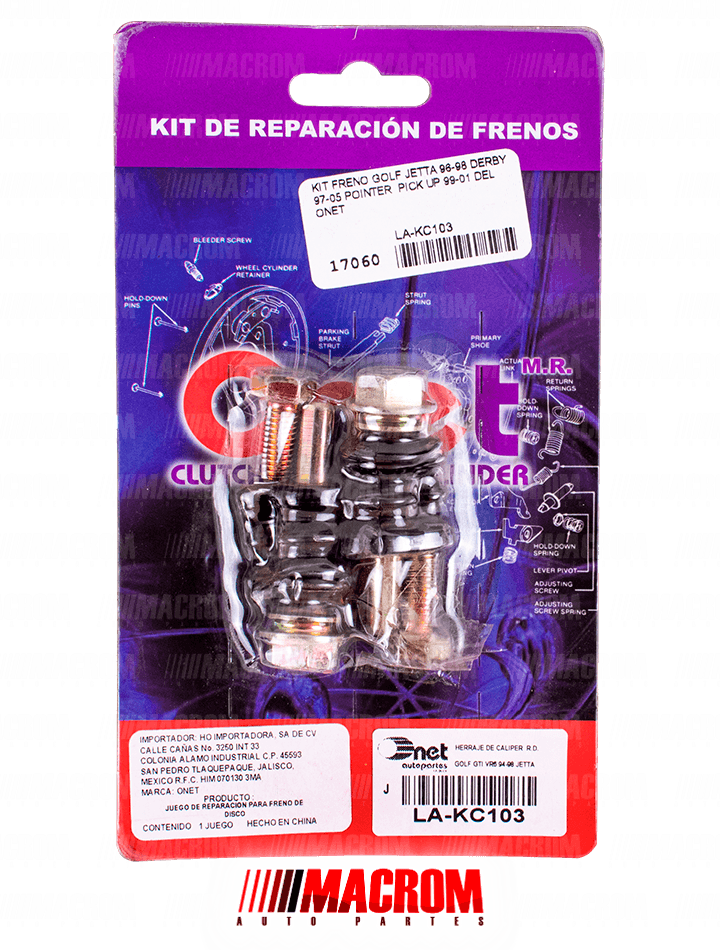 MACROM
KIT DE REPARACIÓN DE FRENOS
KIT FRENO GOLF JETTA 96-98 DERBY
97-05 POINTER PICK UP 99-01 DEL
ONET
LA-KC103
17060
BLEEDER SCREW
WHEEL CYLINDER
RETAINER
HOLD-DOWN
PINS
STRUT
SPRING
PARKING
BRAKE
STRUT
PRIMARY
SHOE
M.R.
RETURN
SPRINGS
HOLD-DOWN
SPRING
LEVER PIVOT
ADJUSTING
SCREW
ADJUSTING
SCREW SPRING
IMPORTADOR: HO IMPORTADORA, SA DE CV
CALLE CAÑAS No. 3250 INT 33
COLONIA ALAMO INDUSTRIAL C.P. 45593
SAN PEDRO TLAQUEPAQUE, JALISCO,
MEXICO R.F.C. HIM 070130 3MA
MARCA: ONET
PRODUCTO:
JUEGO DE REPARACION PARA FRENO DE
DISCO
CONTENIDO 1 JUEGO HECHO EN CHINA
onet
autopartes
HERRAJE DE CALIPER R.D.
GOLF GTI VR6 94-98 JETTA
J
LA-KC103
MACROM
AUTO PARTES